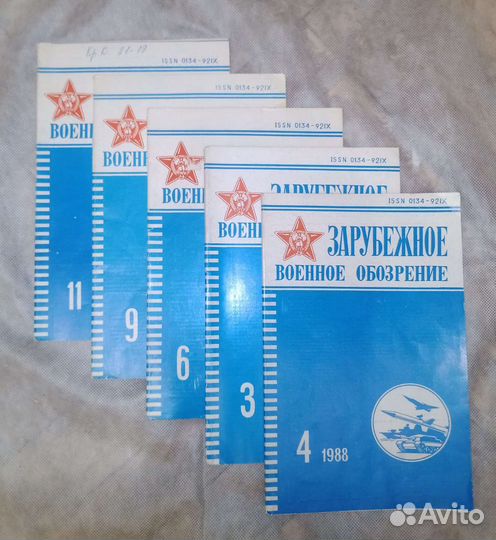 ISSN 0134-921X
ВОЕНН
11
ISSN 0134-921X
ВОЕН
9
ISSN 0134-921X
ВОЕН
6
ISSN 0134-921X
ЗАРУБЕЖНОЕ
ВОЕН
3
ISSN 0134-921X
ЗАРУБЕЖНОЕ
ВОЕННОЕ ОБОЗРЕНИЕ
4 1988
Avito